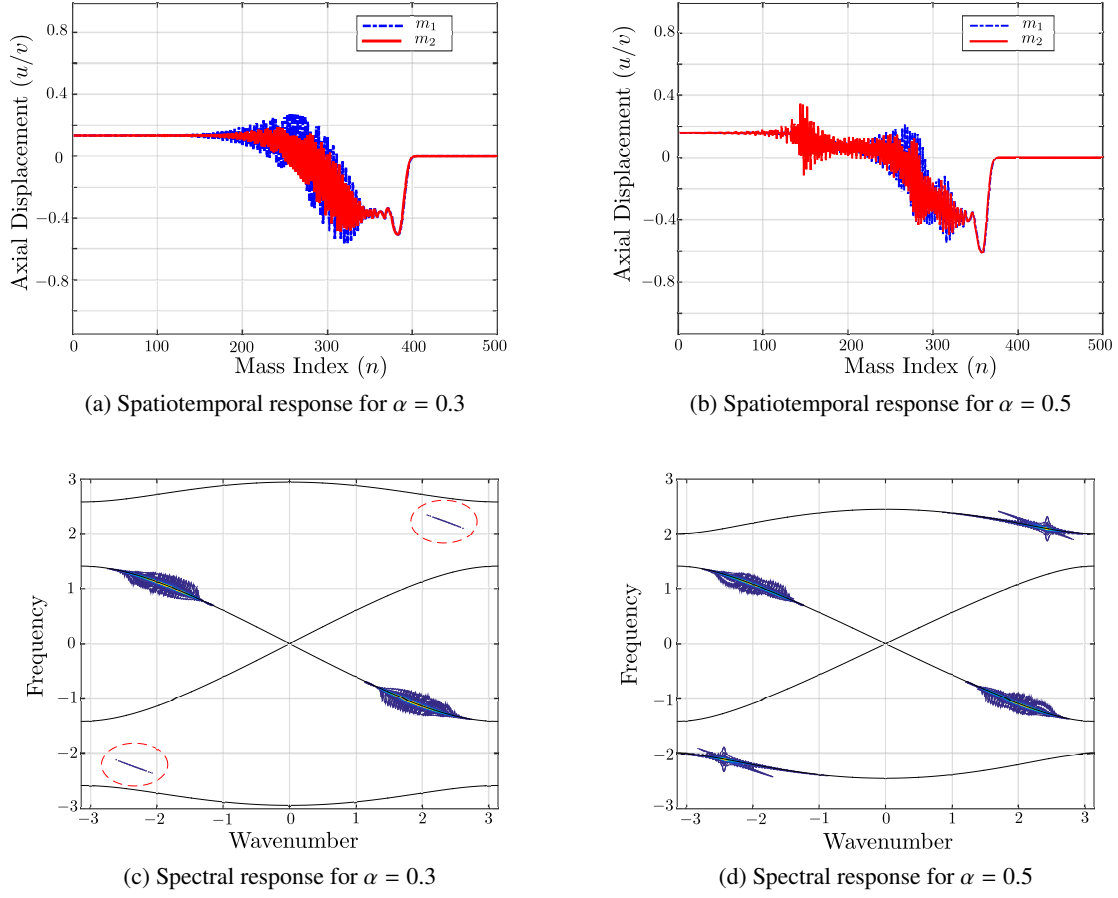 0.8
0.4
0
−0.4
−0.8
Axial Displacement (u/v)
m₁
m₂
0 100 200 300 400 500
Mass Index (n)
(a) Spatiotemporal response for α = 0.3
0.8
0.4
0
−0.4
−0.8
Axial Displacement (u/v)
m₁
m₂
0 100 200 300 400 500
Mass Index (n)
(b) Spatiotemporal response for α = 0.5
3
2
1
0
−1
−2
−3
Frequency
−3 −2 −1 0 1 2 3
Wavenumber
(c) Spectral response for α = 0.3
3
2
1
0
−1
−2
−3
Frequency
−3 −2 −1 0 1 2 3
Wavenumber
(d) Spectral response for α = 0.5